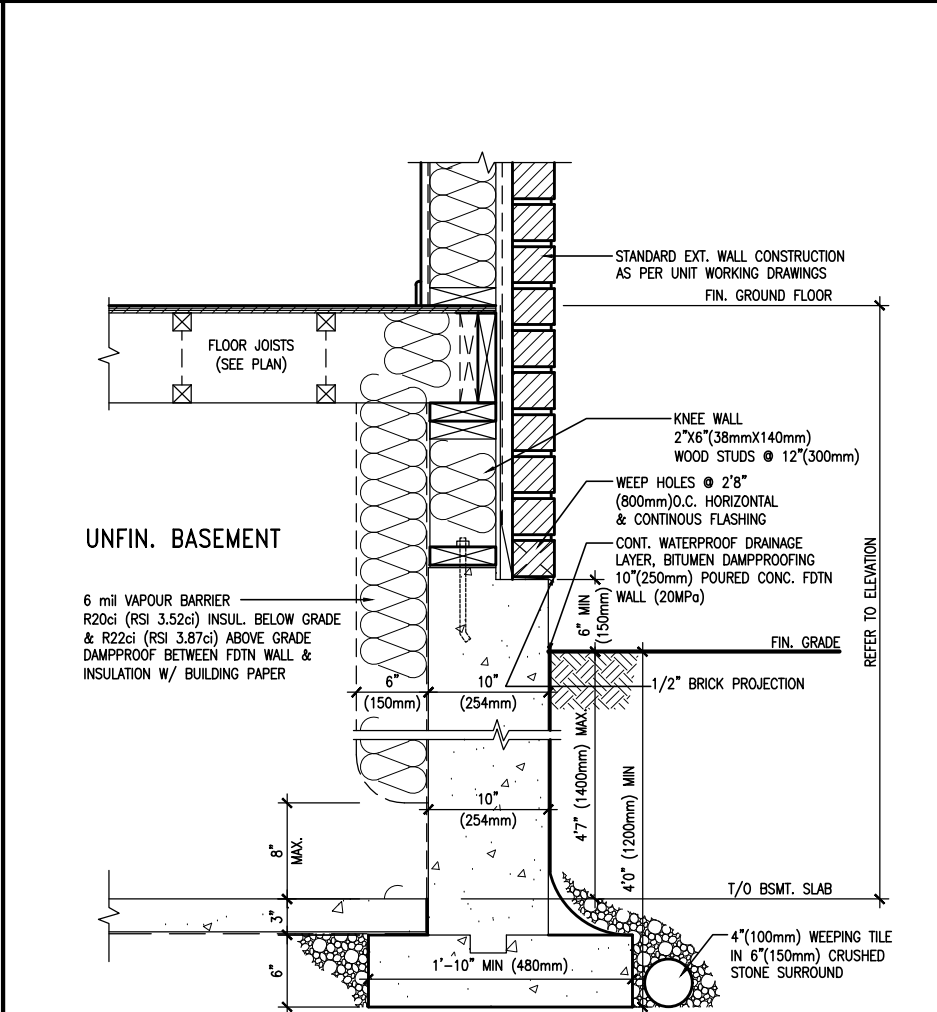 STANDARD EXT. WALL CONSTRUCTION
AS PER UNIT WORKING DRAWINGS
FIN. GROUND FLOOR
FLOOR JOISTS
(SEE PLAN)
KNEE WALL
2"X6"(38mmX140mm)
WOOD STUDS @ 12"(300mm)
WEEP HOLES @ 2'8"
(800mm)O.C. HORIZONTAL
& CONTINOUS FLASHING
UNFIN. BASEMENT
CONT. WATERPROOF DRAINAGE
LAYER, BITUMEN DAMPPROOFING
10"(250mm) POURED CONC. FDTN
WALL (20MPa)
6" MIN
(150mm)
REFER TO ELEVATION
6 mil VAPOUR BARRIER
R20ci (RSI 3.52ci) INSUL. BELOW GRADE
& R22ci (RSI 3.87ci) ABOVE GRADE
DAMPPROOF BETWEEN FDTN WALL &
INSULATION W/ BUILDING PAPER
FIN. GRADE
1/2" BRICK PROJECTION
6"
(150mm)
10"
(254mm)
4'7" (1400mm) MAX.
4'0" (1200mm) MIN
10"
(254mm)
8"
MAX.
T/O BSMT. SLAB
3"
6"
1'-10" MIN (480mm)
4"(100mm) WEEPING TILE
IN 6"(150mm) CRUSHED
STONE SURROUND